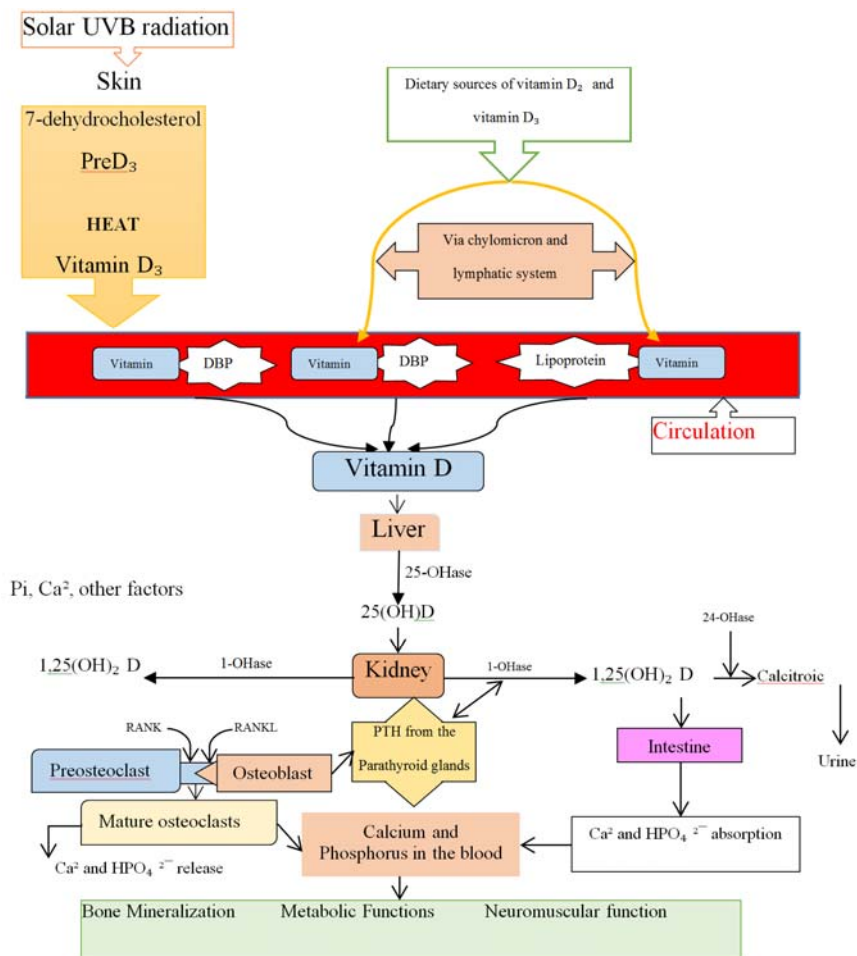 Solar UVB radiation
Skin
7-dehydrocholesterol
PreD₃
HEAT
Vitamin D₃
Dietary sources of vitamin D₂ and
vitamin D₃
Via chylomicron and
lymphatic system
Vitamin
DBP
Vitamin
DBP
Lipoprotein
Vitamin
Circulation
Vitamin D
Liver
25-OHase
Pi, Ca², other factors
25(OH)D
24-OHase
1,25(OH)₂ D
1-OHase
Kidney
1-OHase
1,25(OH)₂ D
Calcitroic
RANK
RANKL
PTH from the
Parathyroid glands
Intestine
Urine
Preosteoclast
Osteoblast
Mature osteoclasts
Calcium and
Phosphorus in the blood
Ca² and HPO₄ ²⁻ absorption
Ca² and HPO₄ ²⁻ release
Bone Mineralization
Metabolic Functions
Neuromuscular function